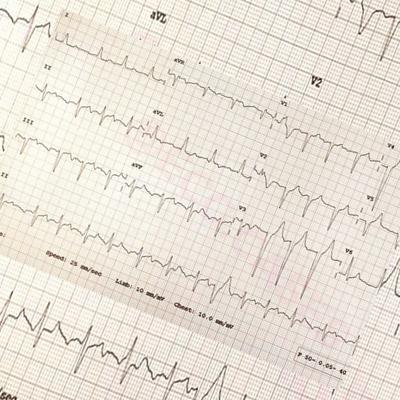 aVL
V2
I
aVR
V1
V4
II
aVL
V2
V5
III
aVF
V3
V6
II
Speed: 25 mm/sec
Limb: 10 mm/mV
Chest: 10.0 mm/mV